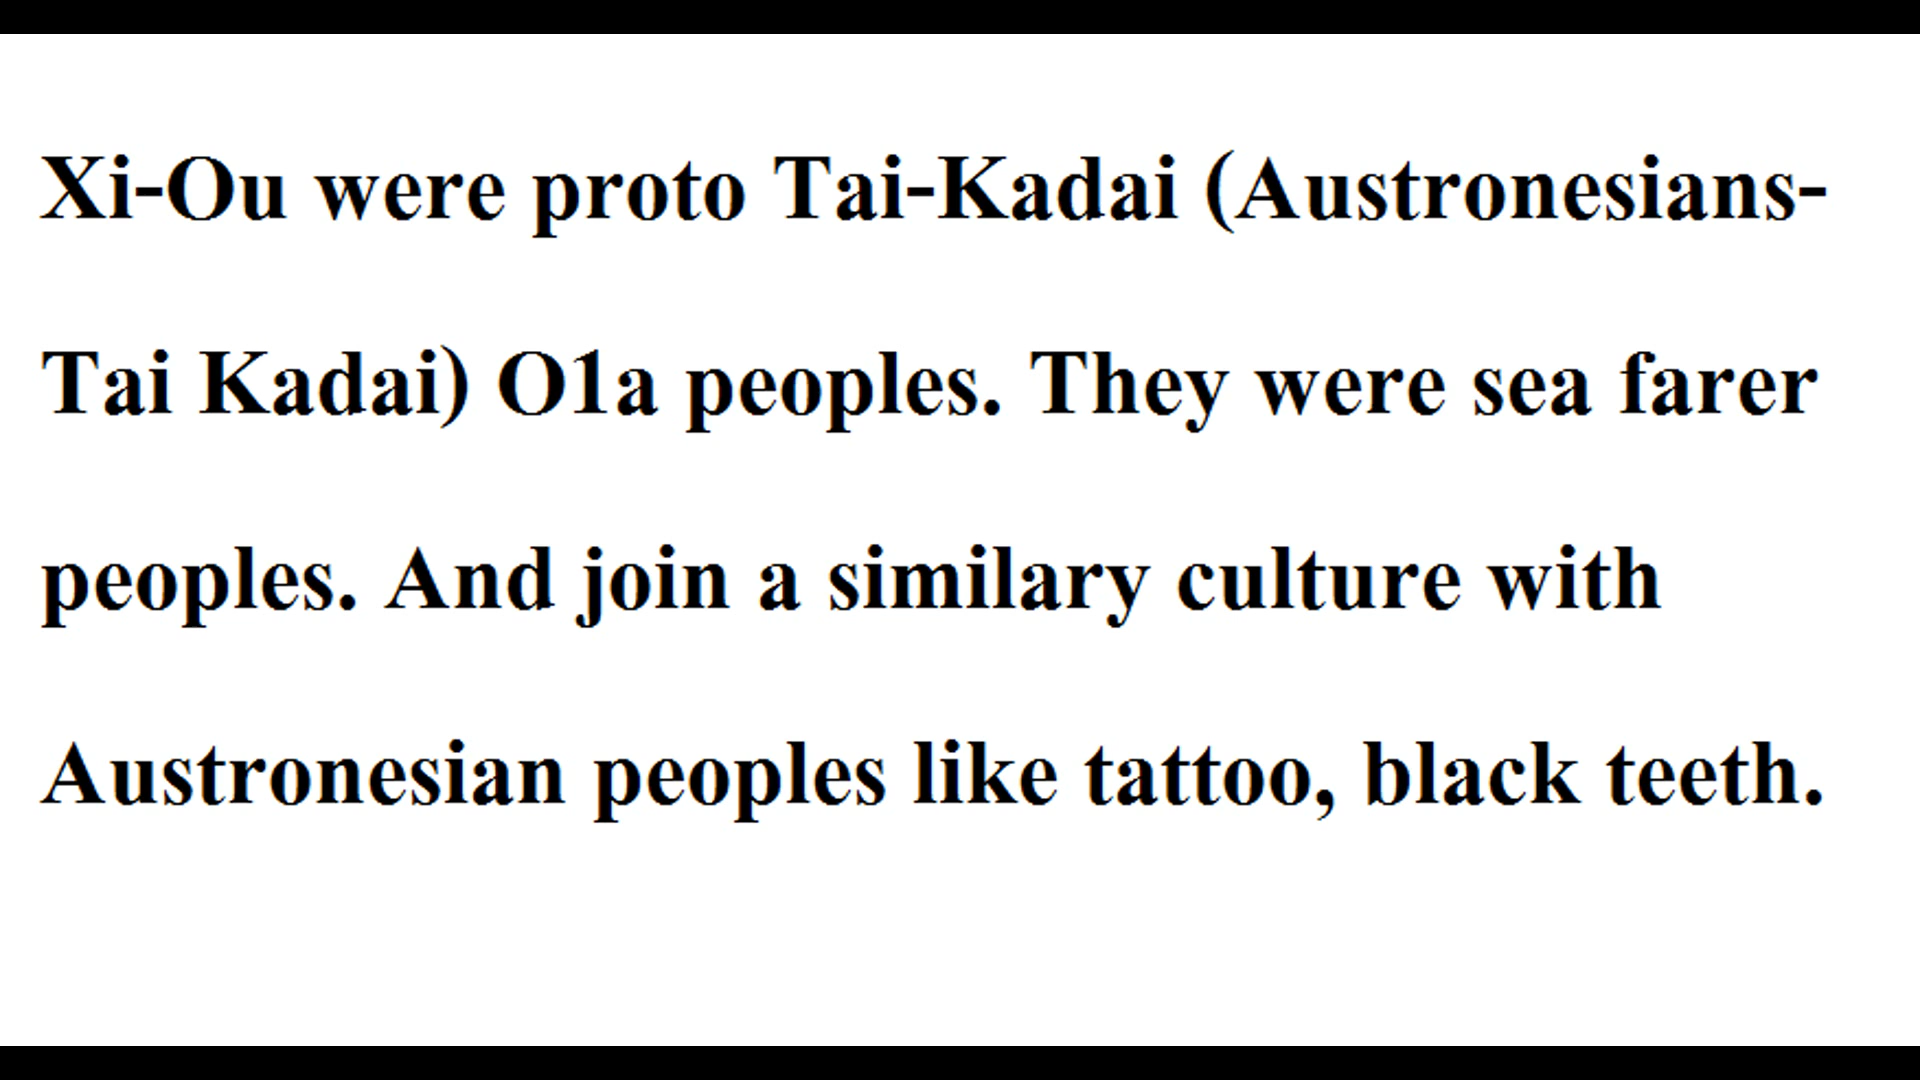 Xi-Ou were proto Tai-Kadai (Austronesians-
Tai Kadai) O1a peoples. They were sea farer
peoples. And join a similary culture with
Austronesian peoples like tattoo, black teeth.